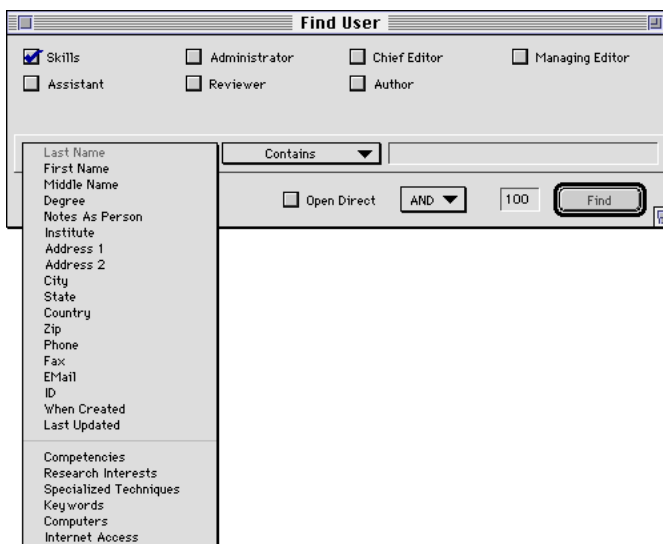 Find User
Skills Administrator Chief Editor Managing Editor
Assistant Reviewer Author
Last Name Contains
First Name
Middle Name
Degree Open Direct AND 100 Find
Notes As Person
Institute
Address 1
Address 2
City
State
Country
Zip
Phone
Fax
EMail
ID
When Created
Last Updated
Competencies
Research Interests
Specialized Techniques
Keywords
Computers
Internet Access